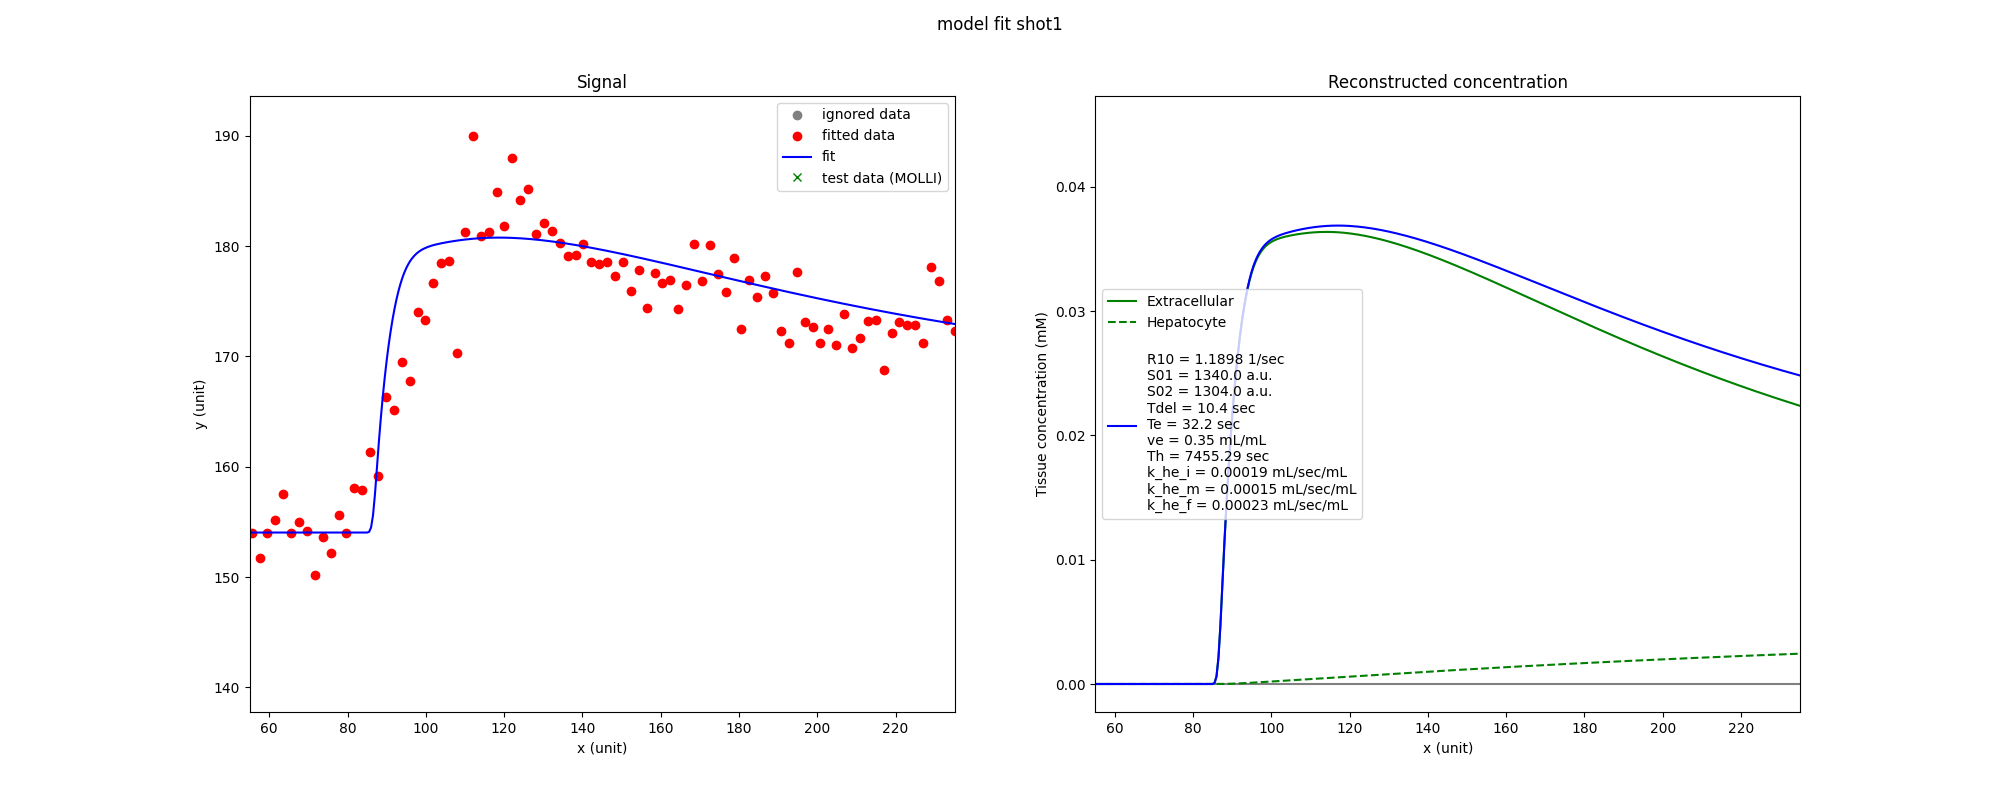 model fit shot1
Signal
ignored data
fitted data
fit
test data (MOLLI)
y (unit)
190
180
170
160
150
140
60 80 100 120 140 160 180 200 220
x (unit)
Reconstructed concentration
Extracellular
Hepatocyte
R10 = 1.1898 1/sec
S01 = 1340.0 a.u.
S02 = 1304.0 a.u.
Tdel = 10.4 sec
Te = 32.2 sec
ve = 0.35 mL/mL
Th = 7455.29 sec
k_he_i = 0.00019 mL/sec/mL
k_he_m = 0.00015 mL/sec/mL
k_he_f = 0.00023 mL/sec/mL
Tissue concentration (mM)
0.04
0.03
0.02
0.01
0.00
60 80 100 120 140 160 180 200 220
x (unit)